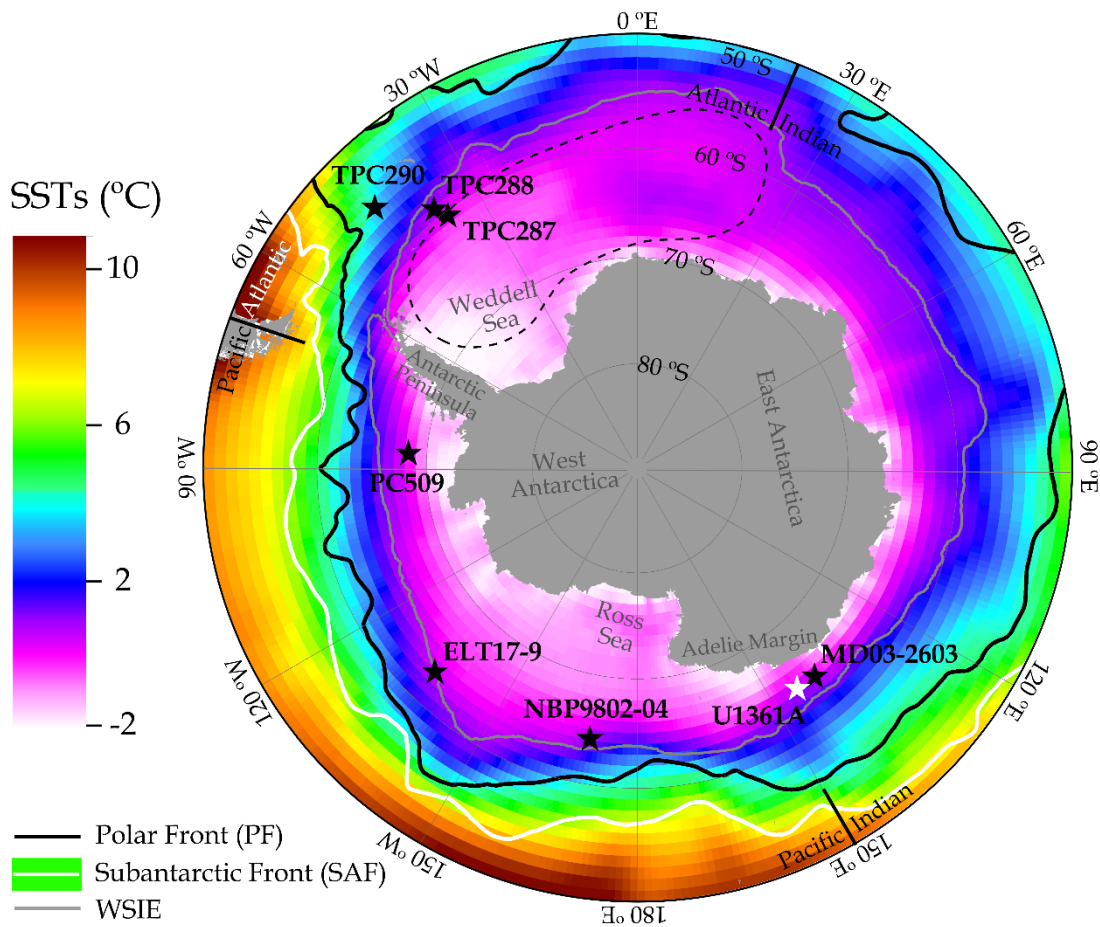 0 ºE
30 ºW
50 ºS
30 ºE
Atlantic
Indian
60 ºS
TPC290
TPC288
TPC287
SSTs (ºC)
60 ºW
60 ºE
Atlantic
Pacific
10
6
2
-2
70 ºS
Weddell
Sea
80 ºS
Antarctic
Peninsula
East Antarctica
West
Antarctica
90 ºW
90 ºE
PC509
Ross
Sea
Adelie Margin
ELT17-9
MD03-2603
NBP9802-04
U1361A
120 ºW
120 ºE
Pacific
Indian
150 ºW
150 ºE
180 ºE
Polar Front (PF)
Subantarctic Front (SAF)
WSIE